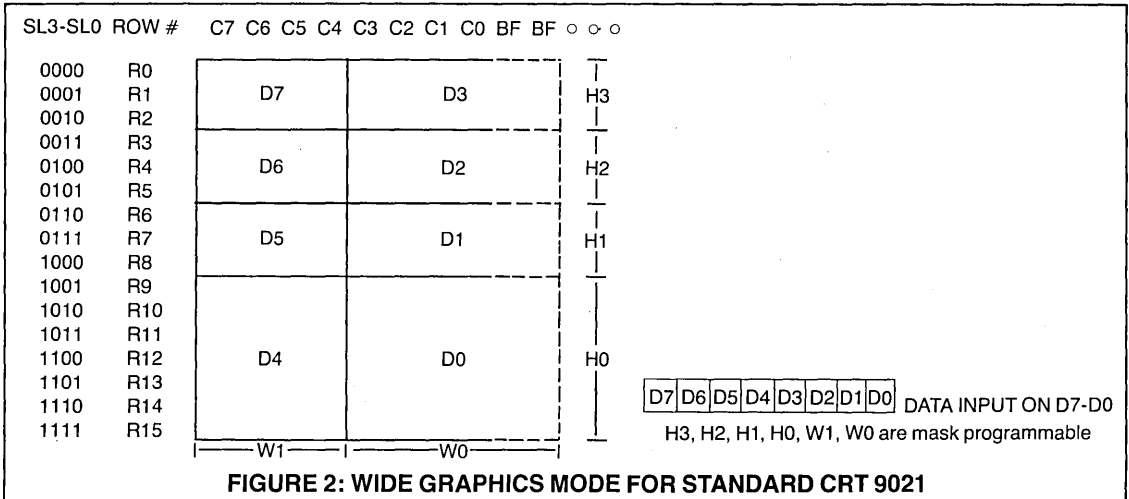 SL3-SL0 ROW # C7 C6 C5 C4 C3 C2 C1 C0 BF BF
0000 R0
0001 R1 D7 D3 H3
0010 R2
0011 R3
0100 R4 D6 D2 H2
0101 R5
0110 R6
0111 R7 D5 D1 H1
1000 R8
1001 R9
1010 R10
1011 R11
1100 R12 D4 D0 H0
1101 R13
1110 R14 D7 D6 D5 D4 D3 D2 D1 D0 DATA INPUT ON D7-D0
1111 R15 H3, H2, H1, H0, W1, W0 are mask programmable
W1 W0
FIGURE 2: WIDE GRAPHICS MODE FOR STANDARD CRT 9021